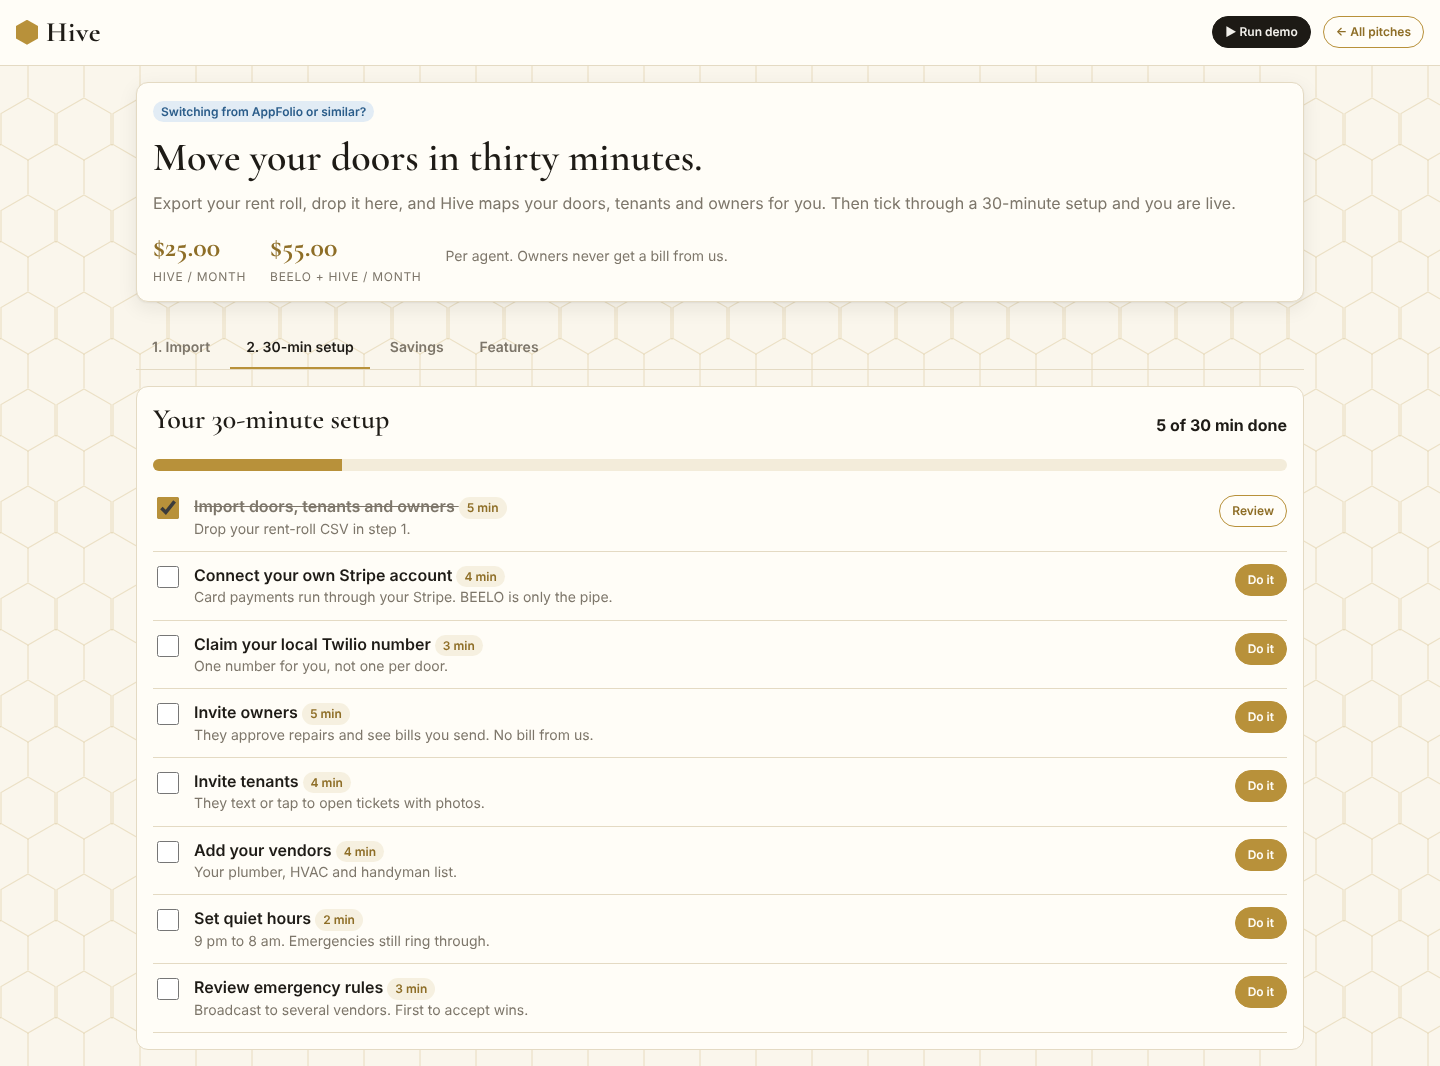 Hive
▶ Run demo
← All pitches
Switching from AppFolio or similar?
Move your doors in thirty minutes.
Export your rent roll, drop it here, and Hive maps your doors, tenants and owners for you. Then tick through a 30-minute setup and you are live.
$25.00
HIVE / MONTH
$55.00
BEELO + HIVE / MONTH
Per agent. Owners never get a bill from us.
1. Import
2. 30-min setup
Savings
Features
Your 30-minute setup
5 of 30 min done
Import doors, tenants and owners 5 min
Drop your rent-roll CSV in step 1.
Review
Connect your own Stripe account 4 min
Card payments run through your Stripe. BEELO is only the pipe.
Do it
Claim your local Twilio number 3 min
One number for you, not one per door.
Do it
Invite owners 5 min
They approve repairs and see bills you send. No bill from us.
Do it
Invite tenants 4 min
They text or tap to open tickets with photos.
Do it
Add your vendors 4 min
Your plumber, HVAC and handyman list.
Do it
Set quiet hours 2 min
9 pm to 8 am. Emergencies still ring through.
Do it
Review emergency rules 3 min
Broadcast to several vendors. First to accept wins.
Do it